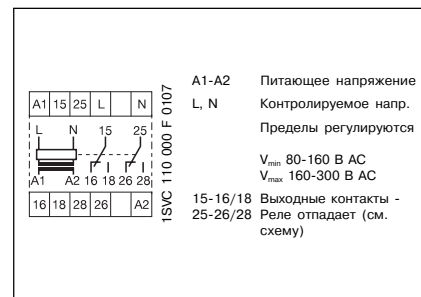 A1 15 25 L N
L N 15 25
A1 A2 16 18 26 28
16 18 28 26 A2
1SVC 110 000 F 0107
A1-A2 Питающее напряжение
L, N Контролируемое напр.
Пределы регулируются
Vmin 80-160 В AC
Vmax 160-300 В AC
15-16/18 Выходные контакты -
25-26/28 Реле отпадает (см.
схему)